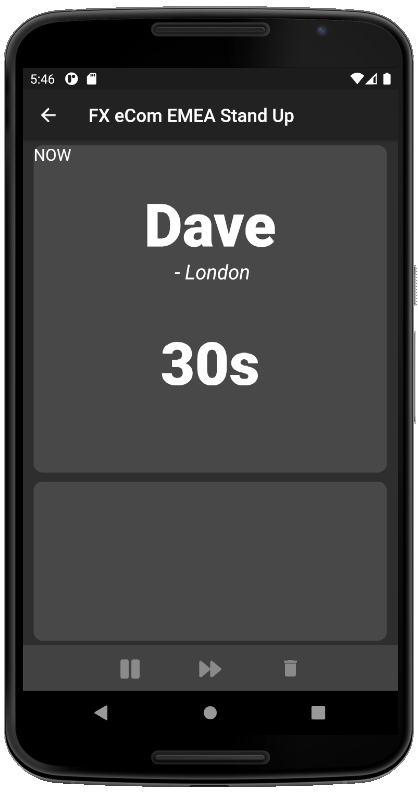 5:46
FX eCom EMEA Stand Up
NOW
Dave
- London
30s